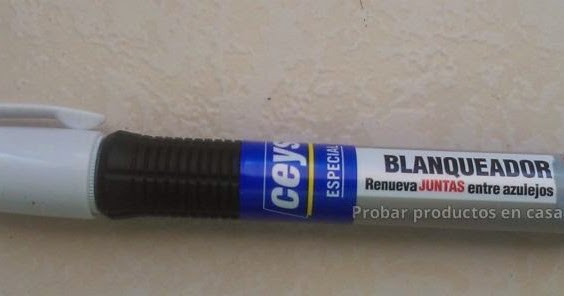 ceys
ESPECIAL
BLANQUEADOR
Renueva JUNTAS entre azulejos
Probar productos en casa